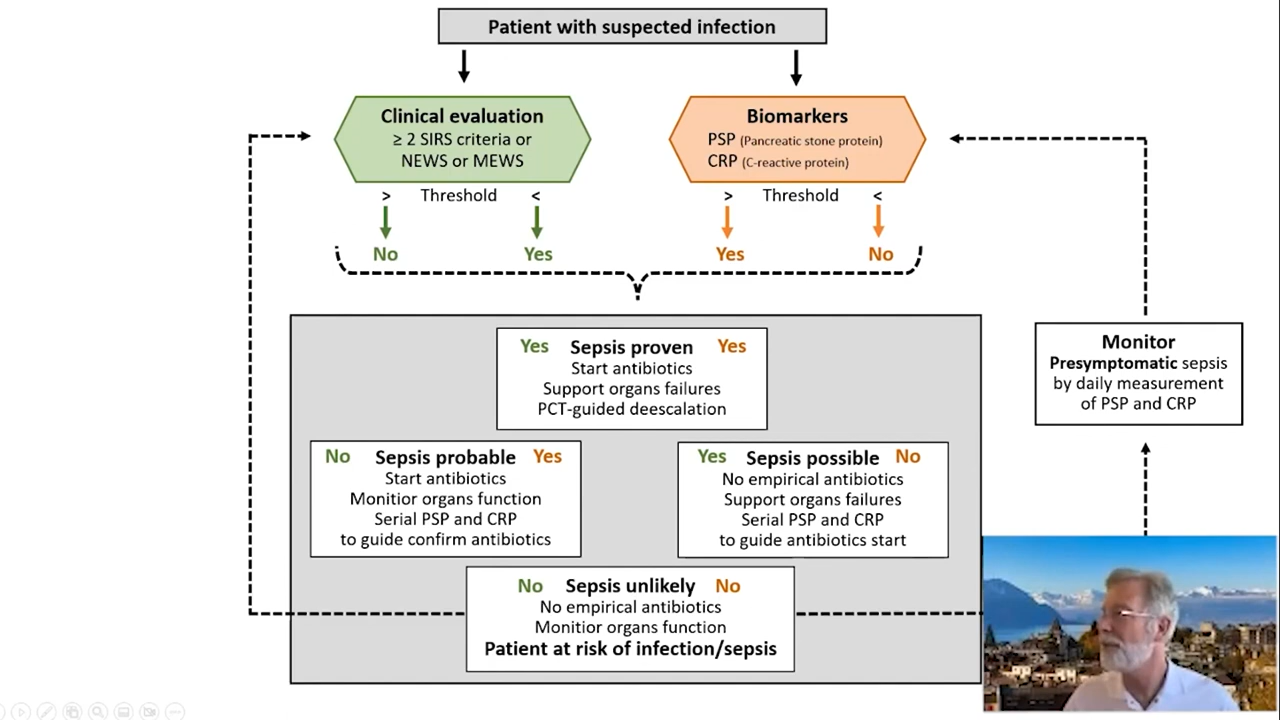 Patient with suspected infection
Clinical evaluation
≥ 2 SIRS criteria or
NEWS or MEWS
> Threshold <
No Yes
Biomarkers
PSP (Pancreatic stone protein)
CRP (C-reactive protein)
> Threshold <
Yes No
Yes Sepsis proven Yes
Start antibiotics
Support organs failures
PCT-guided deescalation
No Sepsis probable Yes
Start antibiotics
Monitior organs function
Serial PSP and CRP
to guide confirm antibiotics
Yes Sepsis possible No
No empirical antibiotics
Support organs failures
Serial PSP and CRP
to guide antibiotics start
No Sepsis unlikely No
No empirical antibiotics
Monitior organs function
Patient at risk of infection/sepsis
Monitor
Presymptomatic sepsis
by daily measurement
of PSP and CRP